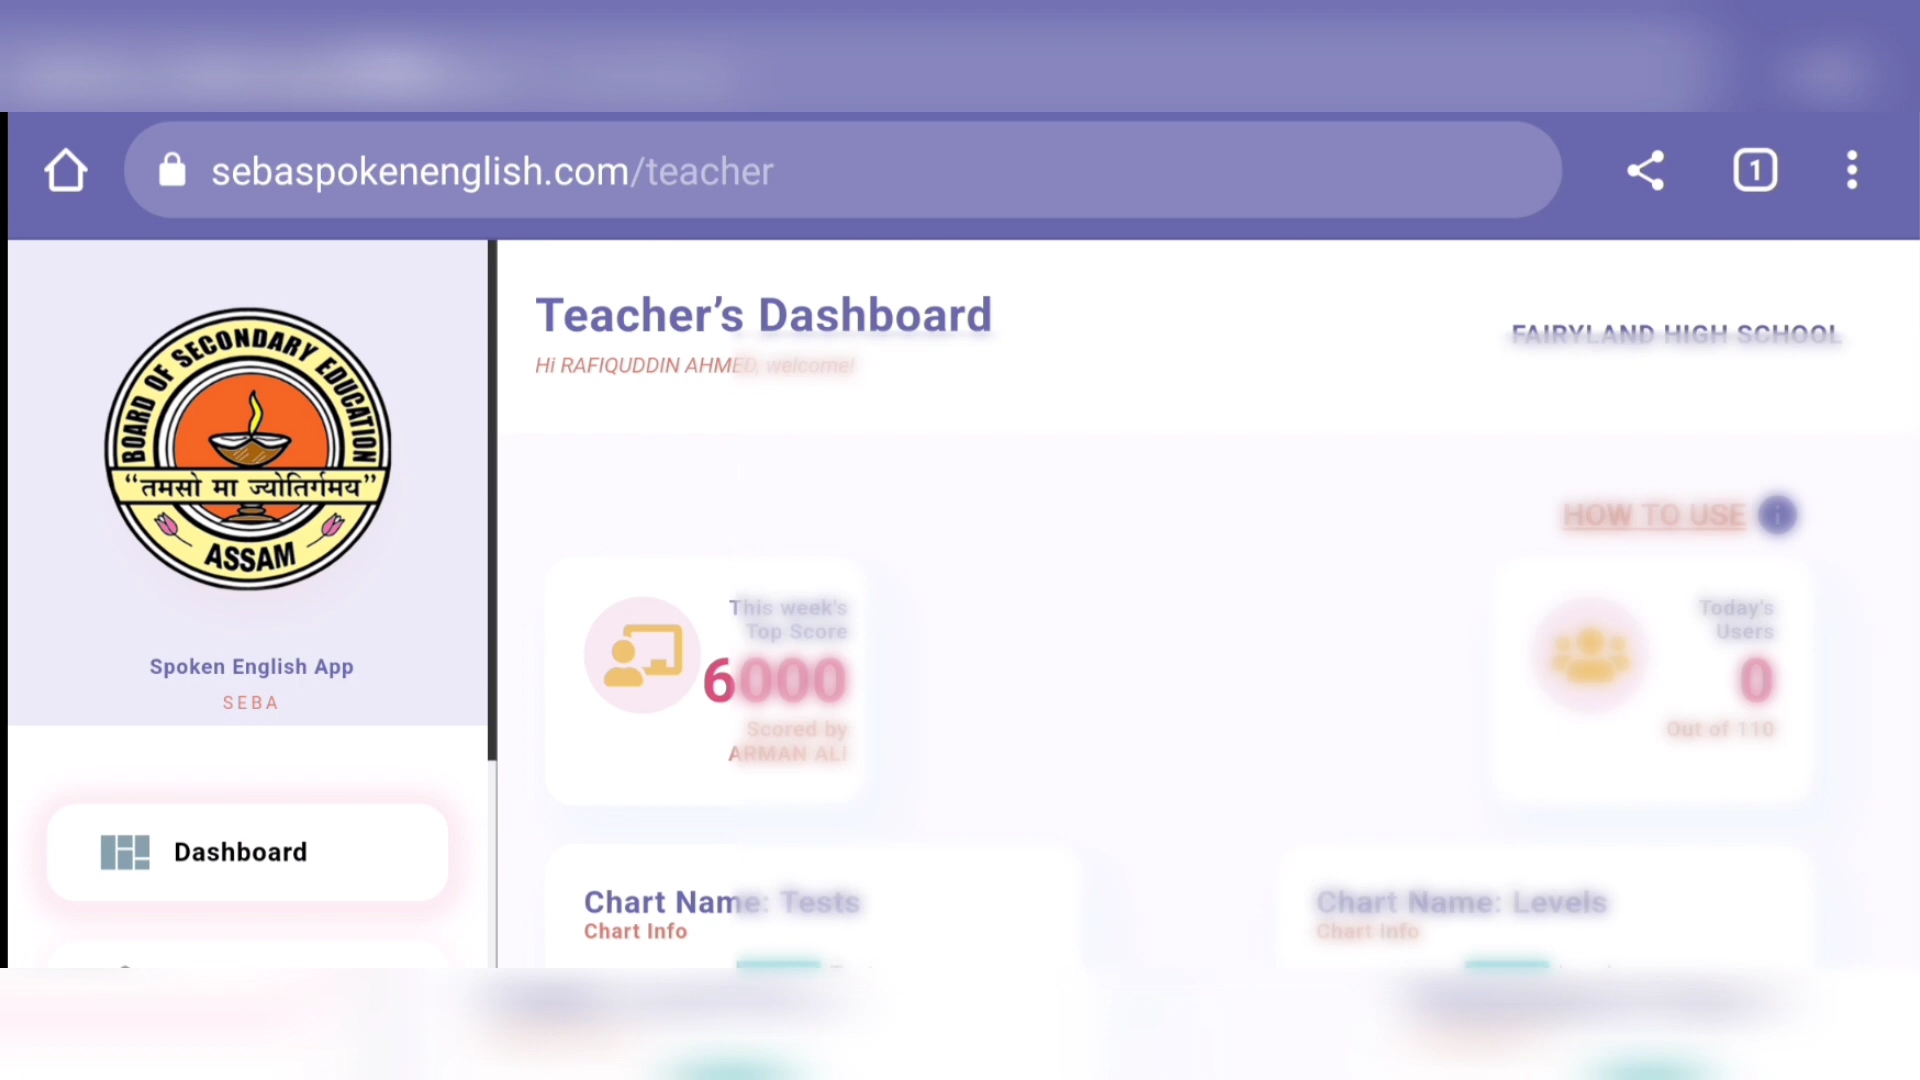 sebaspokenenglish.com/teacher
1
BOARD OF SECONDARY EDUCATION
“तमसो मा ज्योतिर्गमय”
ASSAM
Spoken English App
SEBA
Dashboard
Teacher’s Dashboard
Hi RAFIQUDDIN AHMED, welcome!
FAIRYLAND HIGH SCHOOL
HOW TO USE
This week's
Top Score
6000
Scored by
ARMAN ALI
Today's
Users
0
Out of 110
Chart Name: Tests
Chart Info
Chart Name: Levels
Chart Info